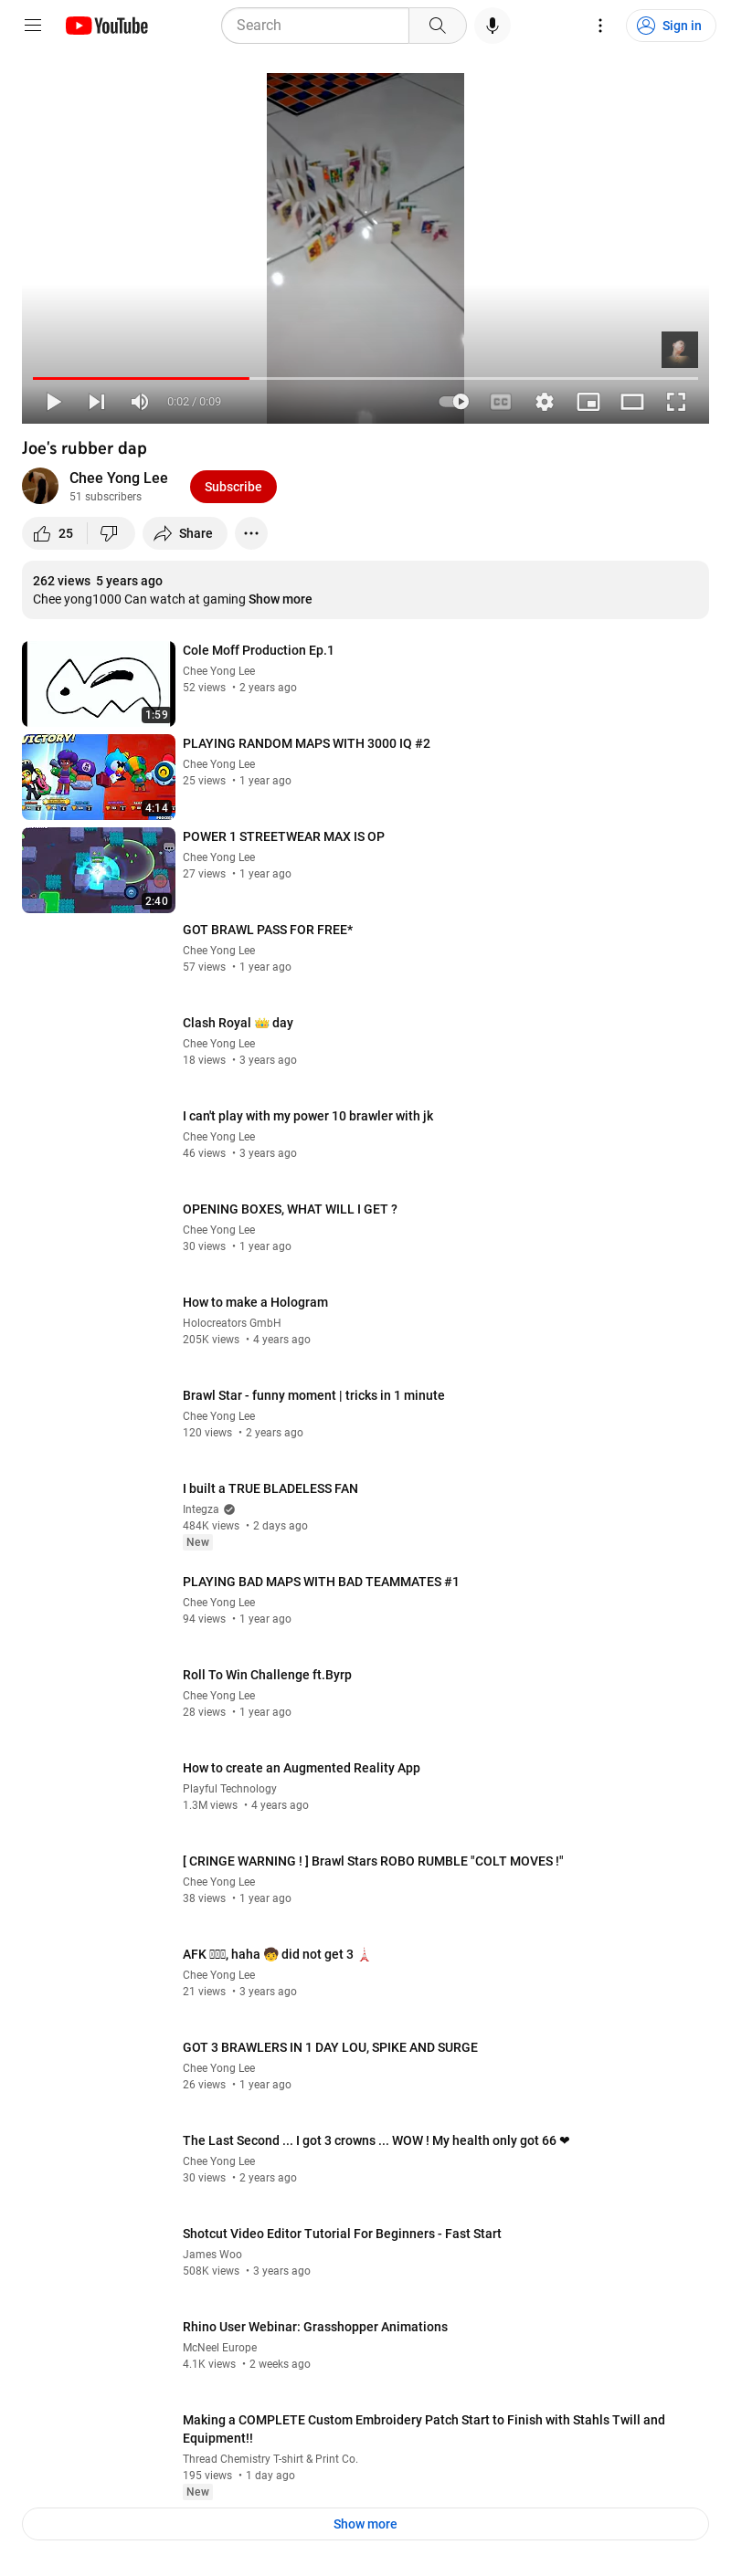 YouTube
Search
Sign in
0:02 / 0:09
CC
Joe's rubber dap
Chee Yong Lee
51 subscribers
Subscribe
25
Share
262 views 5 years ago
Chee yong1000 Can watch at gaming Show more
Cole Moff Production Ep.1
Chee Yong Lee
52 views • 2 years ago
1:59
VICTORY!
PLAYING RANDOM MAPS WITH 3000 IQ #2
Chee Yong Lee
25 views • 1 year ago
4:14
POWER 1 STREETWEAR MAX IS OP
Chee Yong Lee
27 views • 1 year ago
2:40
GOT BRAWL PASS FOR FREE*
Chee Yong Lee
57 views • 1 year ago
Clash Royal 👑 day
Chee Yong Lee
18 views • 3 years ago
I can't play with my power 10 brawler with jk
Chee Yong Lee
46 views • 3 years ago
OPENING BOXES, WHAT WILL I GET ?
Chee Yong Lee
30 views • 1 year ago
How to make a Hologram
Holocreators GmbH
205K views • 4 years ago
Brawl Star - funny moment | tricks in 1 minute
Chee Yong Lee
120 views • 2 years ago
I built a TRUE BLADELESS FAN
Integza
484K views • 2 days ago
New
PLAYING BAD MAPS WITH BAD TEAMMATES #1
Chee Yong Lee
94 views • 1 year ago
Roll To Win Challenge ft.Byrp
Chee Yong Lee
28 views • 1 year ago
How to create an Augmented Reality App
Playful Technology
1.3M views • 4 years ago
[ CRINGE WARNING ! ] Brawl Stars ROBO RUMBLE "COLT MOVES !"
Chee Yong Lee
38 views • 1 year ago
AFK , haha 🧒 did not get 3 🗼
Chee Yong Lee
21 views • 3 years ago
GOT 3 BRAWLERS IN 1 DAY LOU, SPIKE AND SURGE
Chee Yong Lee
26 views • 1 year ago
The Last Second ... I got 3 crowns ... WOW ! My health only got 66 ❤
Chee Yong Lee
30 views • 2 years ago
Shotcut Video Editor Tutorial For Beginners - Fast Start
James Woo
508K views • 3 years ago
Rhino User Webinar: Grasshopper Animations
McNeel Europe
4.1K views • 2 weeks ago
Making a COMPLETE Custom Embroidery Patch Start to Finish with Stahls Twill and
Equipment!!
Thread Chemistry T-shirt & Print Co.
195 views • 1 day ago
New
Show more